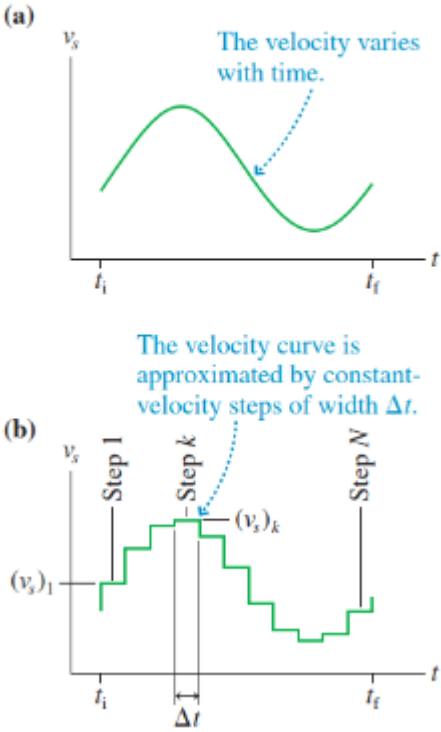 (a)
v_s
The velocity varies
with time.
t
t_i
t_f
The velocity curve is
approximated by constant-
velocity steps of width Δt.
(b)
v_s
Step 1
Step k
Step N
(v_s)_k
(v_s)_1
t
t_i
t_f
Δt